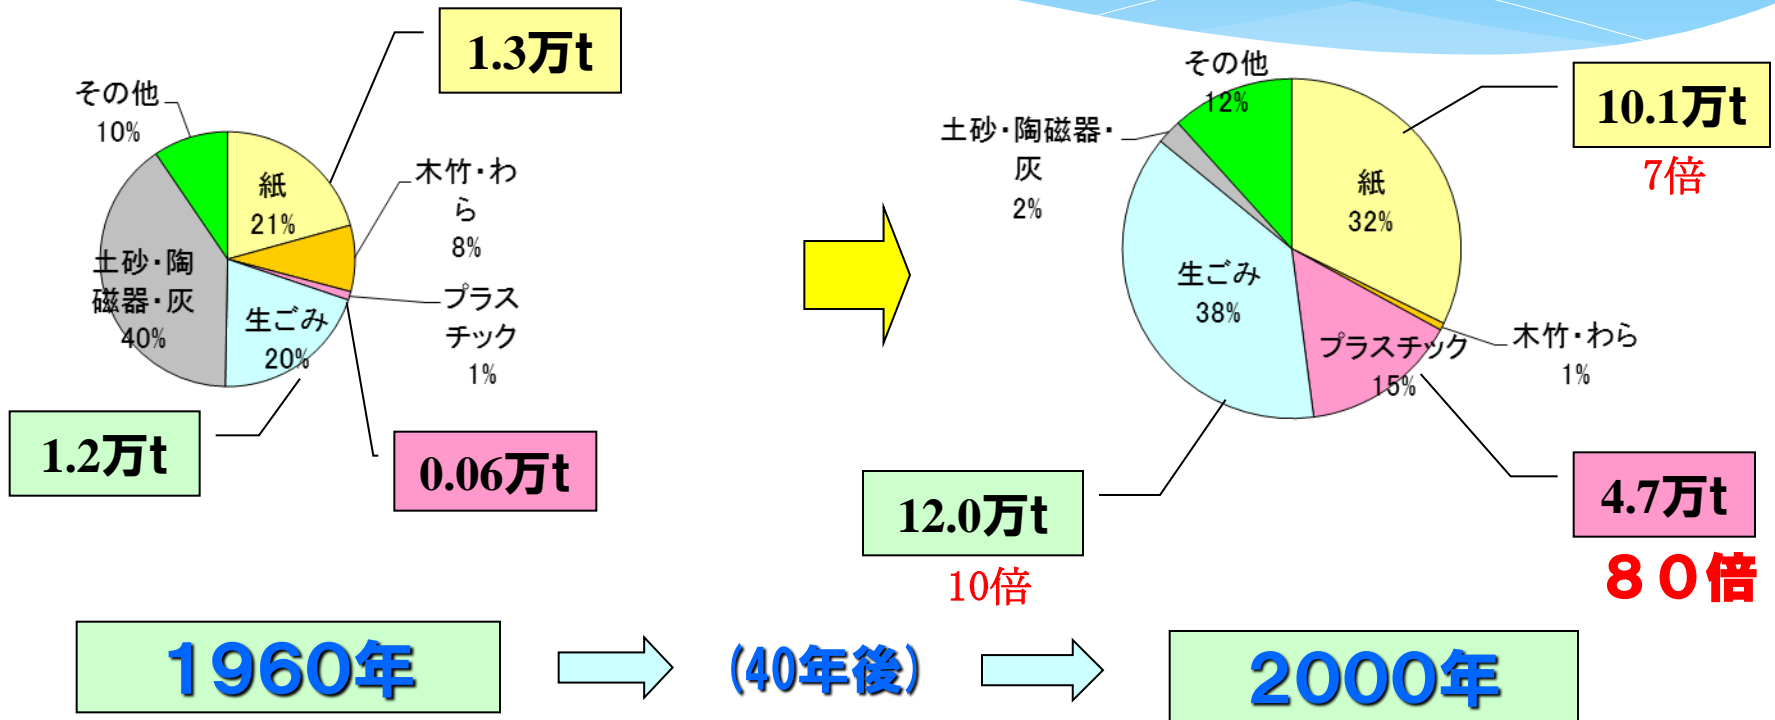 1.3万t
その他
10%
紙
21%
木竹・わ
ら
8%
プラス
チック
1%
生ごみ
20%
土砂・陶
磁器・灰
40%
1.2万t
0.06万t
その他
12%
土砂・陶磁器・
灰
2%
紙
32%
10.1万t
7倍
生ごみ
38%
プラスチック
15%
木竹・わら
1%
12.0万t
10倍
4.7万t
80倍
1960年
(40年後)
2000年